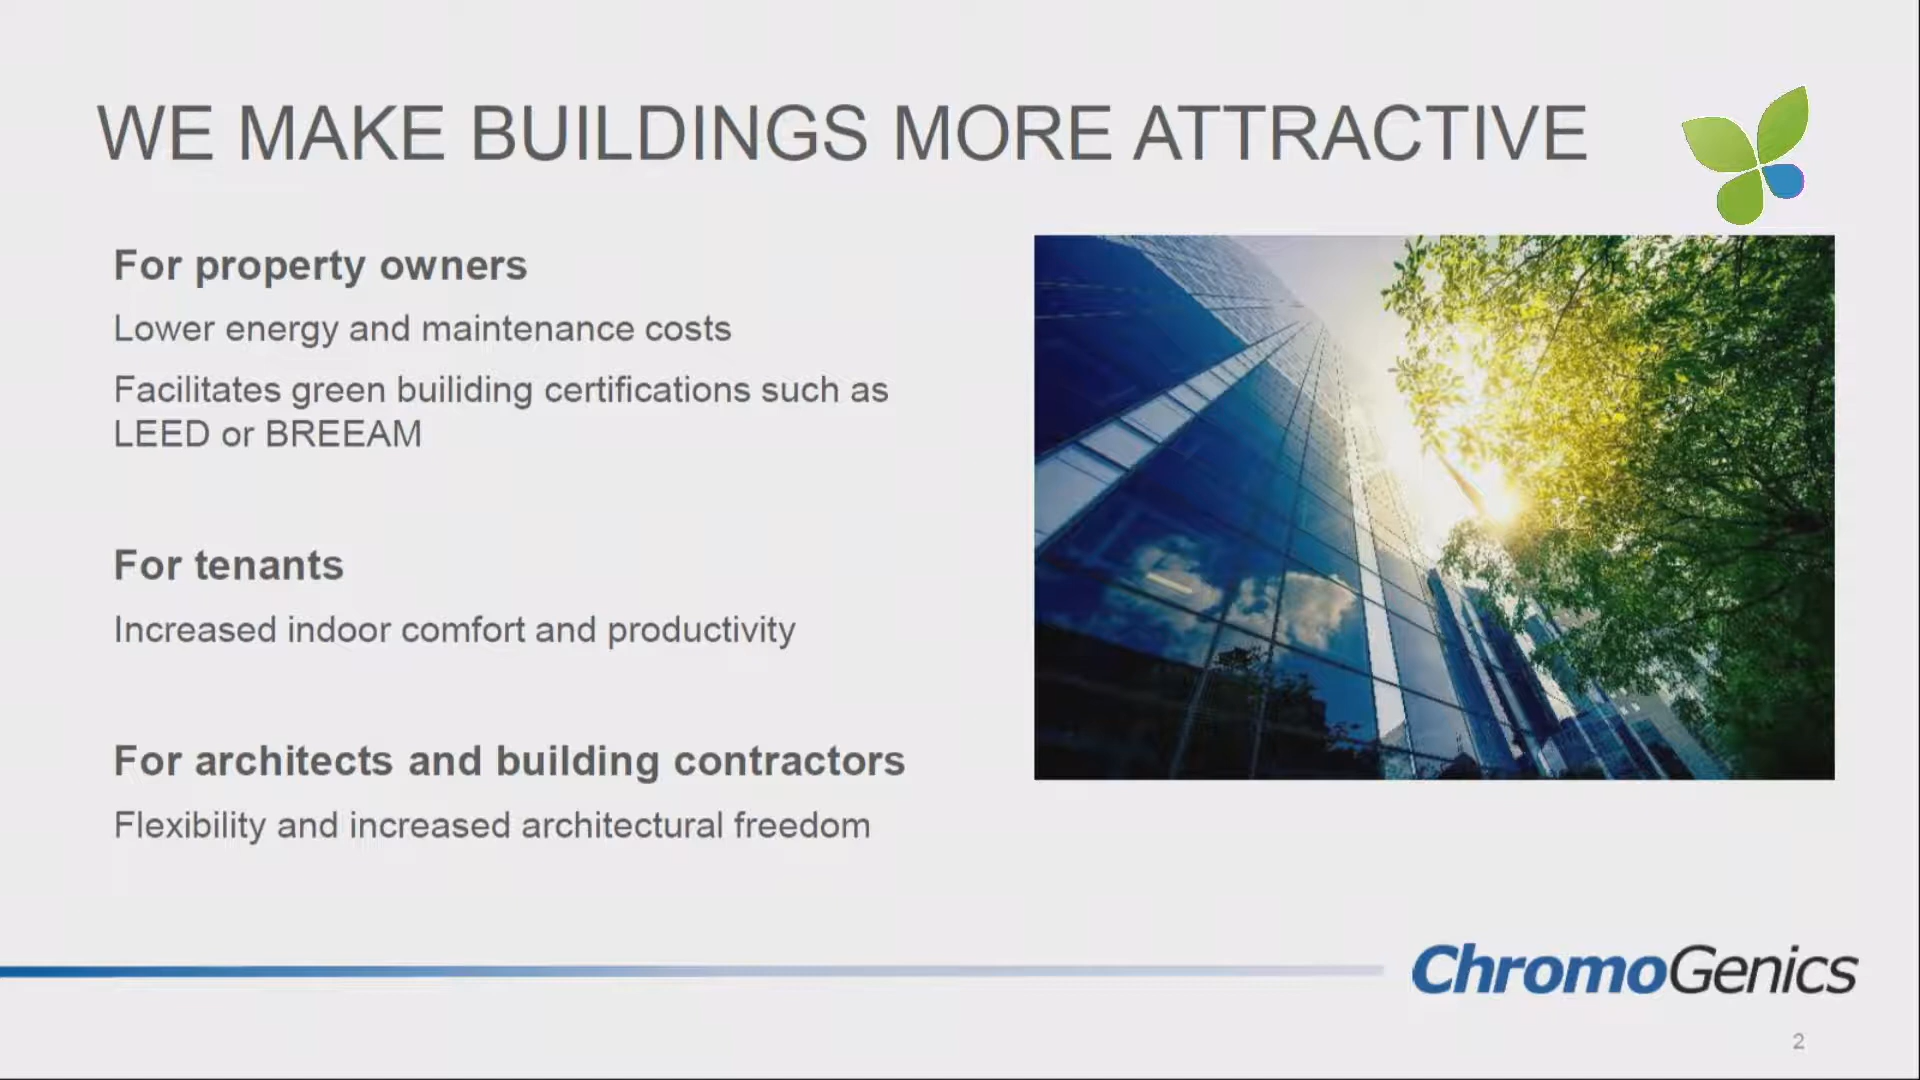 WE MAKE BUILDINGS MORE ATTRACTIVE
For property owners
Lower energy and maintenance costs
Facilitates green builiding certifications such as
LEED or BREEAM
For tenants
Increased indoor comfort and productivity
For architects and building contractors
Flexibility and increased architectural freedom
ChromoGenics
2